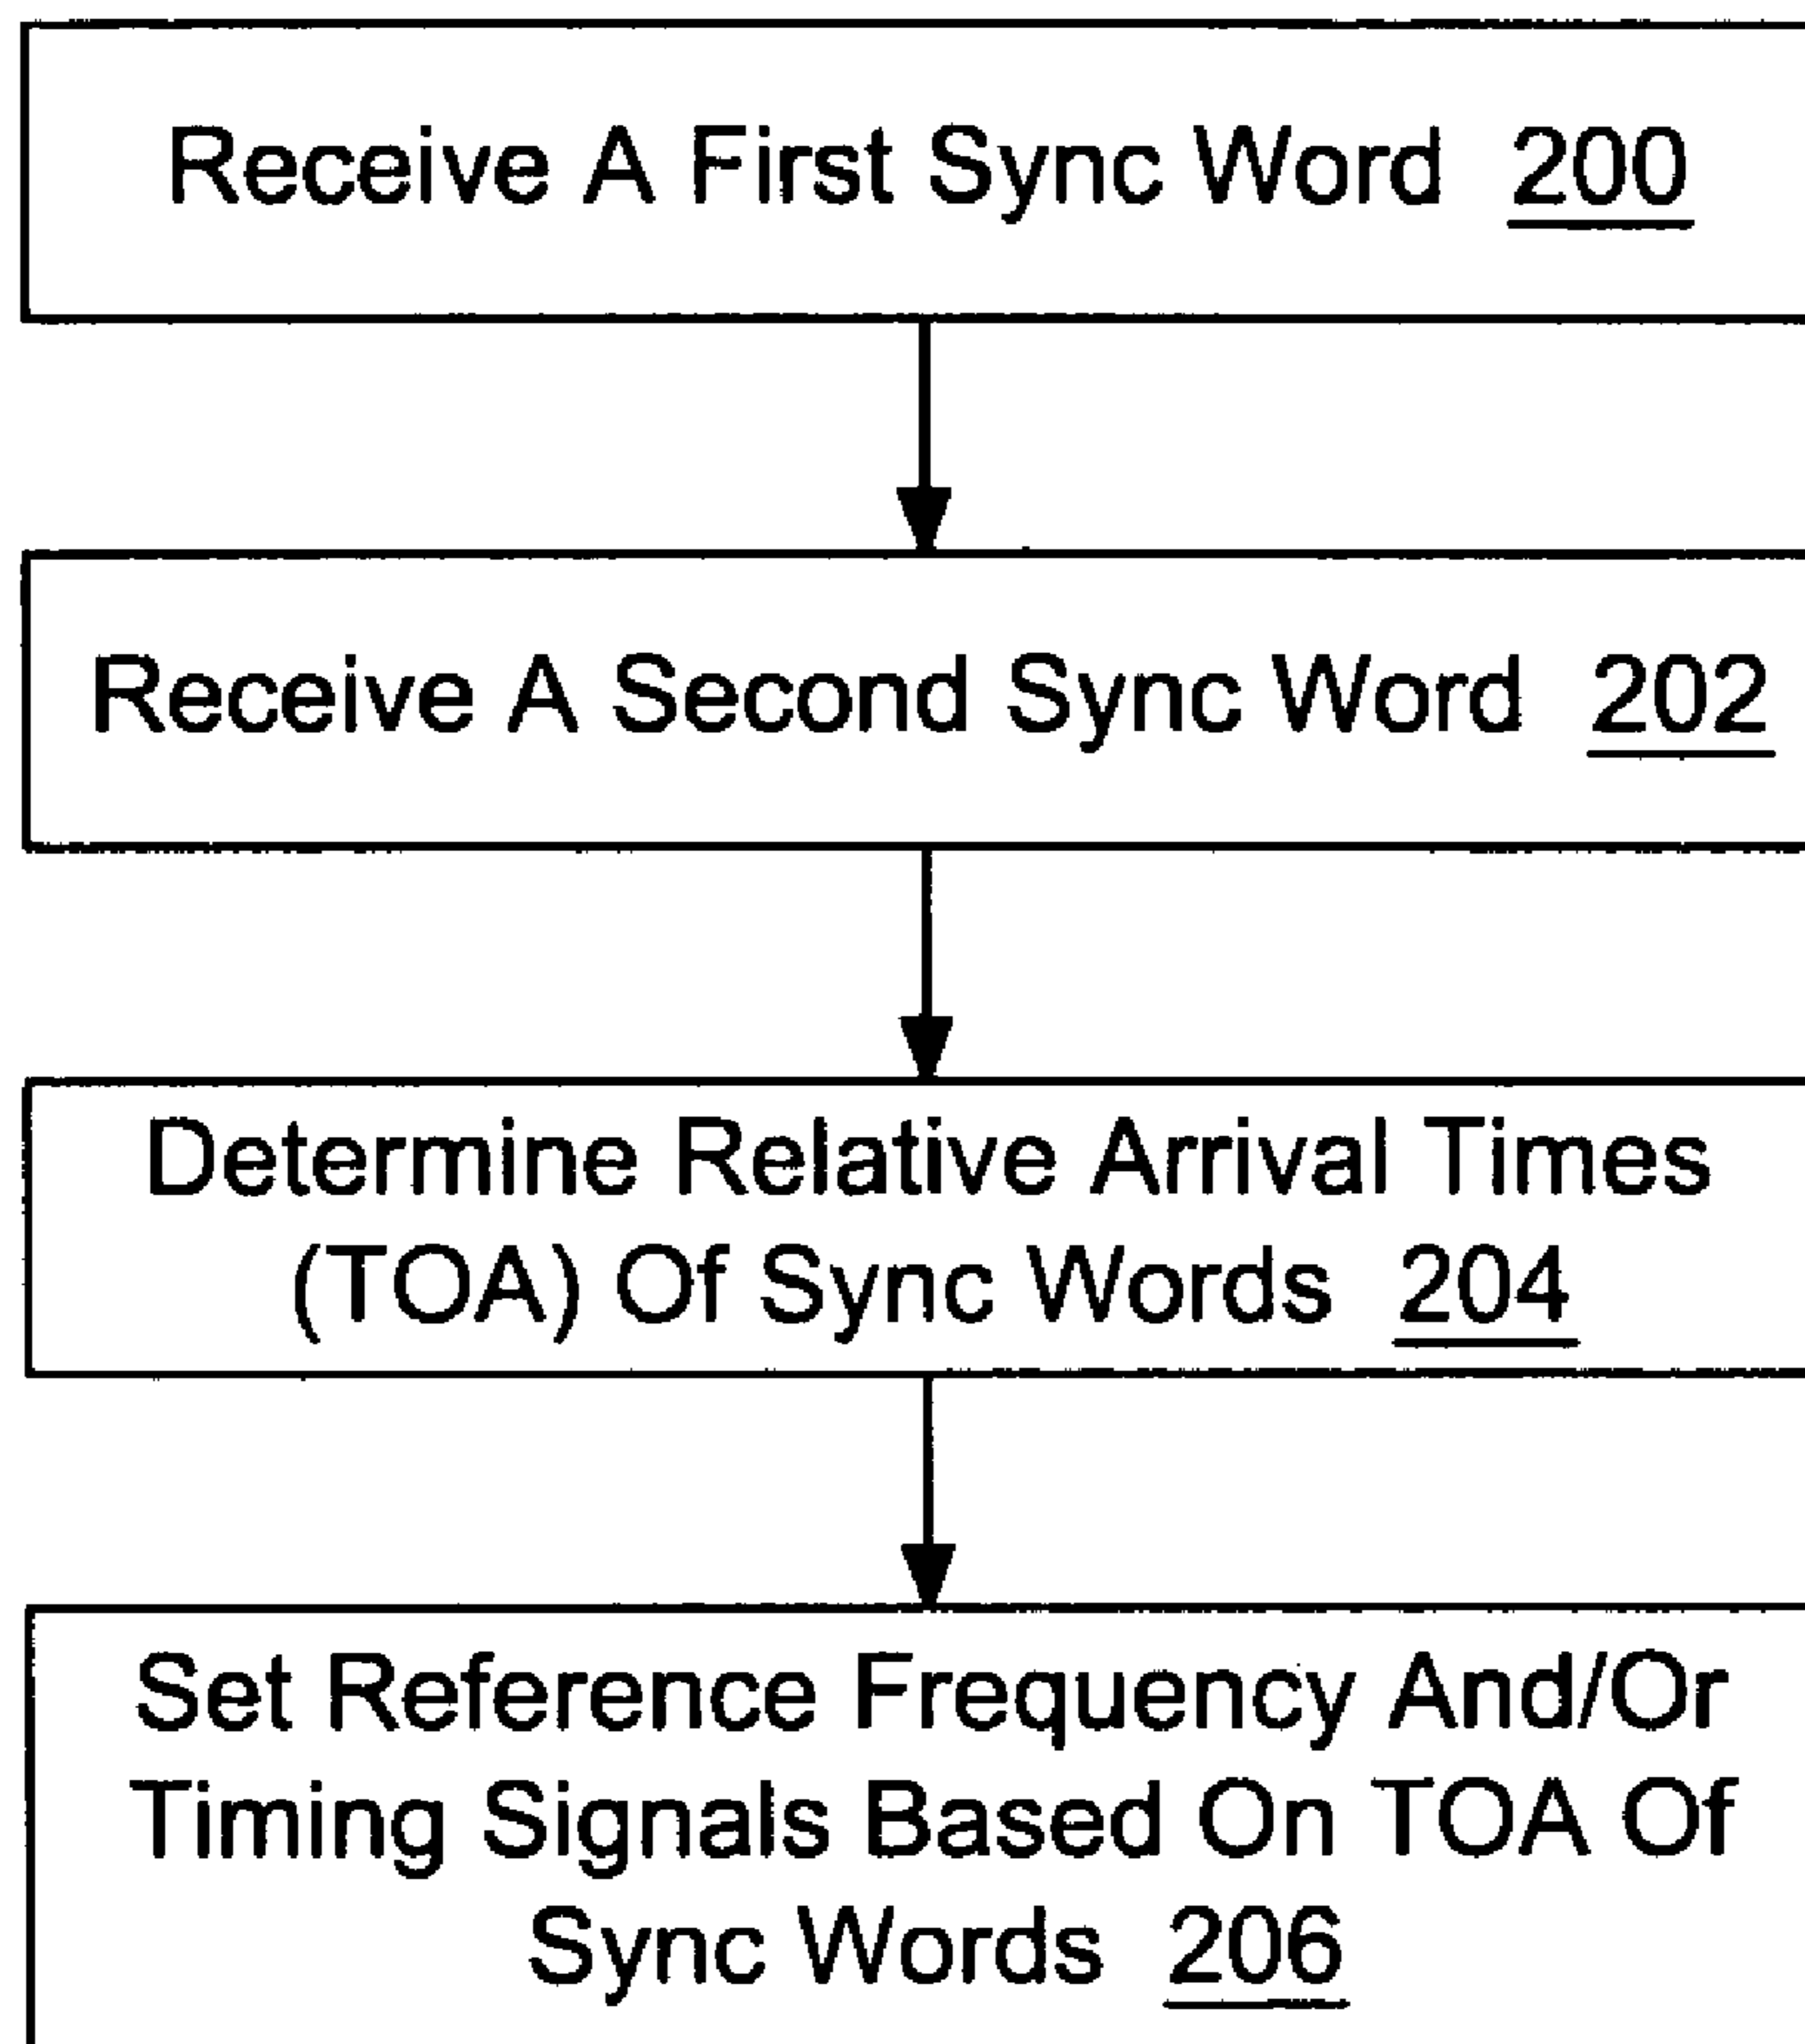 Receive A First Sync Word 200
Receive A Second Sync Word 202
Determine Relative Arrival Times
(TOA) Of Sync Words 204
Set Reference Frequency And/Or
Timing Signals Based On TOA Of
Sync Words 206